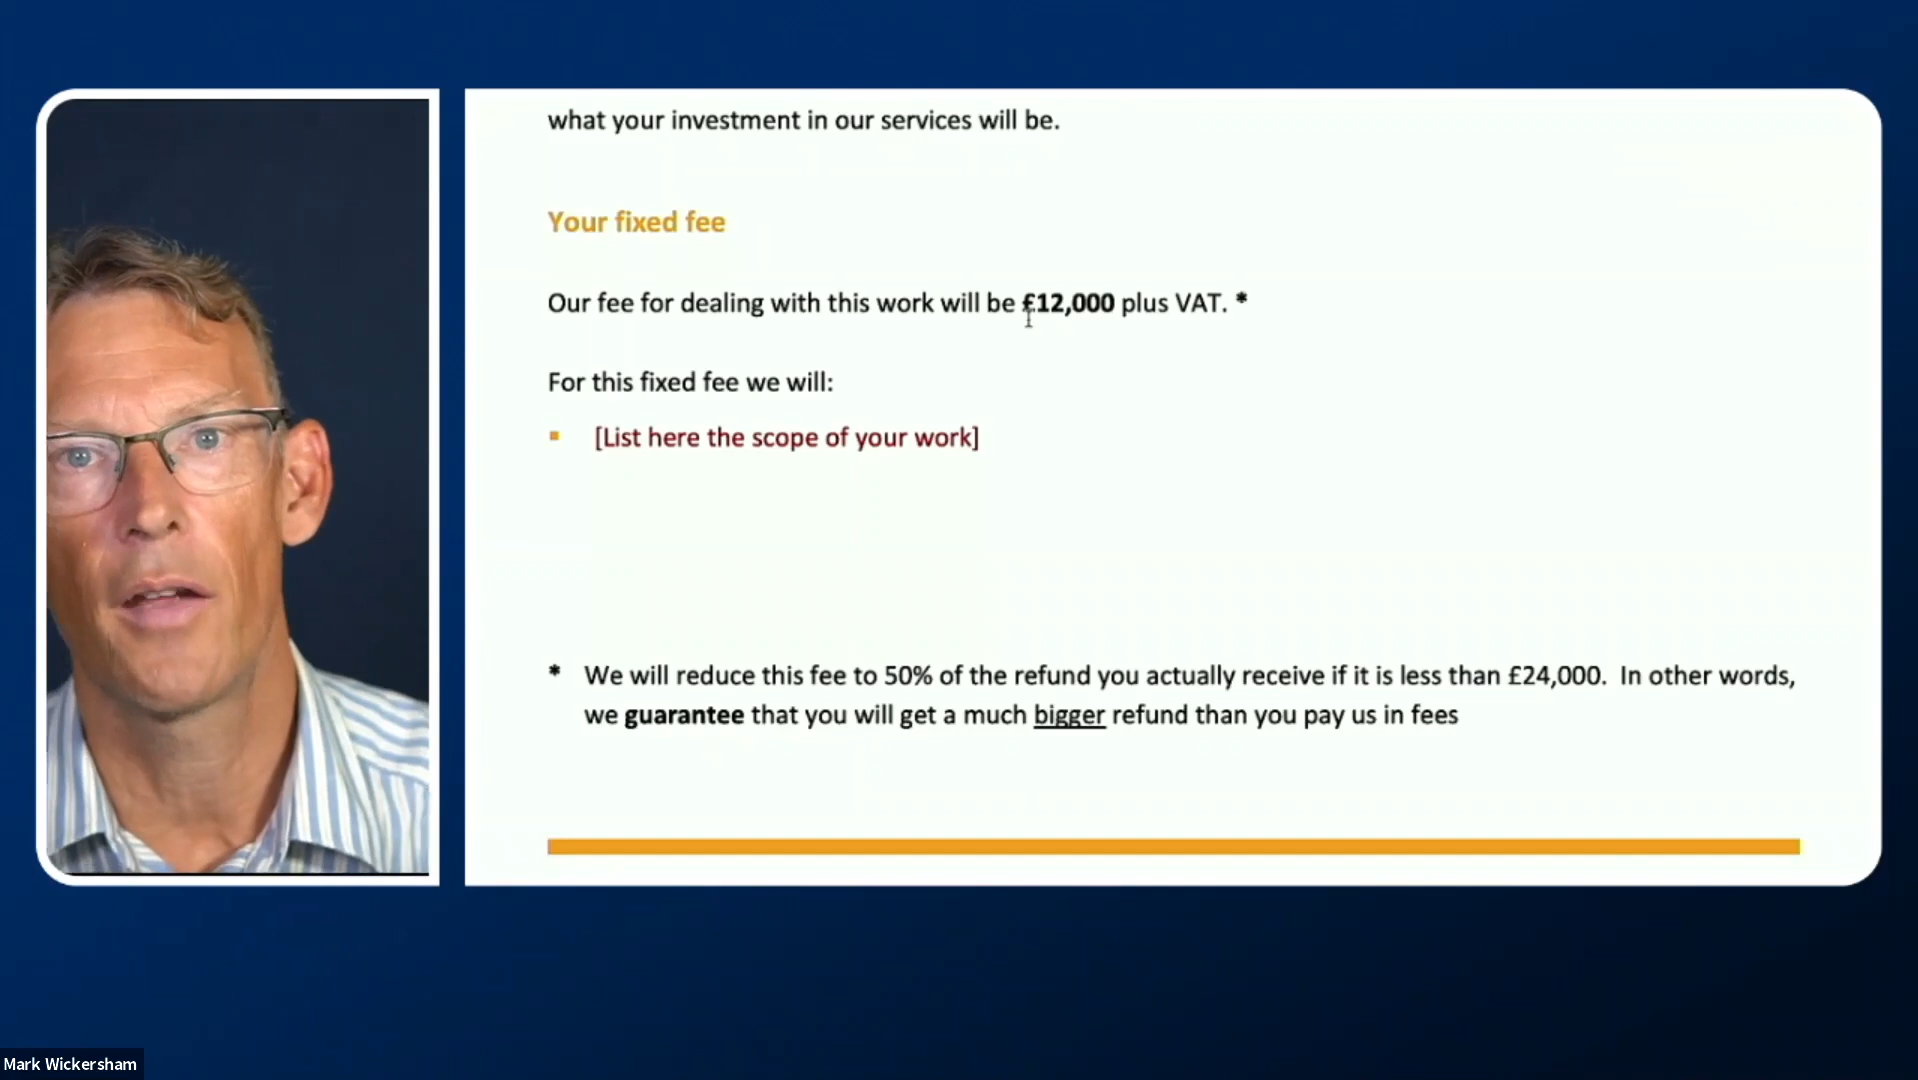 what your investment in our services will be.
Your fixed fee
Our fee for dealing with this work will be £12,000 plus VAT. *
For this fixed fee we will:
[List here the scope of your work]
* We will reduce this fee to 50% of the refund you actually receive if it is less than £24,000. In other words,
we guarantee that you will get a much bigger refund than you pay us in fees
Mark Wickersham